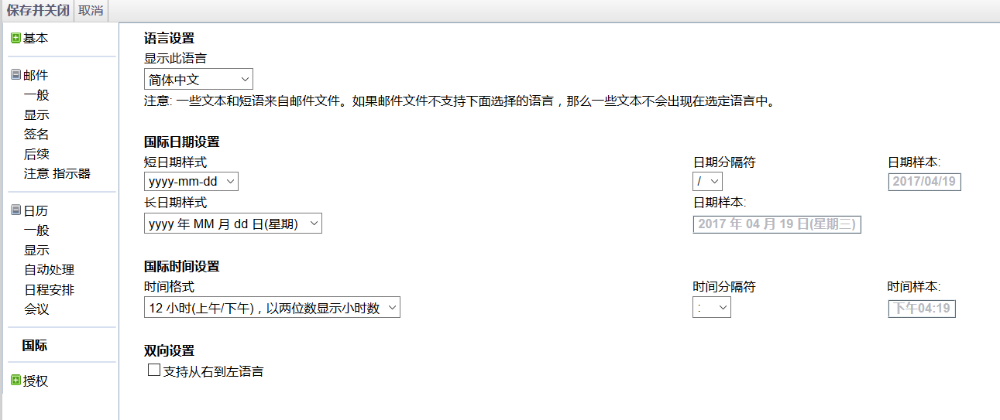 保存并关闭 取消
基本
邮件
一般
显示
签名
后续
注意 指示器
日历
一般
显示
自动处理
日程安排
会议
国际
授权
语言设置
显示此语言
简体中文
注意: 一些文本和短语来自邮件文件。如果邮件文件不支持下面选择的语言，那么一些文本不会出现在选定语言中。
国际日期设置
短日期样式 日期分隔符 日期样本:
yyyy-mm-dd / 2017/04/19
长日期样式 日期样本:
yyyy 年 MM 月 dd 日(星期) 2017 年 04 月 19 日(星期三)
国际时间设置
时间格式 时间分隔符 时间样本:
12 小时(上午/下午)，以两位数显示小时数 : 下午04:19
双向设置
支持从右到左语言